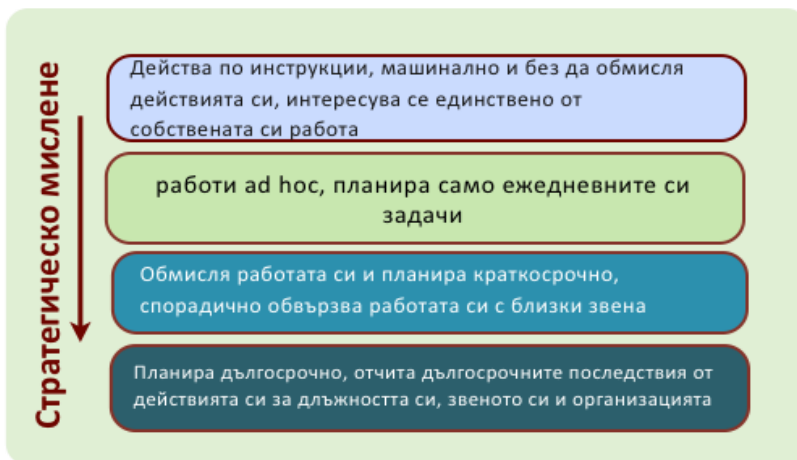 Стратегическо мислене
Действа по инструкции, машинално и без да обмисля
действията си, интересува се единствено от
собствената си работа
работи ad hoc, планира само ежедневните си
задачи
Обмисля работата си и планира краткосрочно,
спорадично обвързва работата си с близки звена
Планира дългосрочно, отчита дългосрочните последствия от
действията си за длъжността си, звеното си и организацията